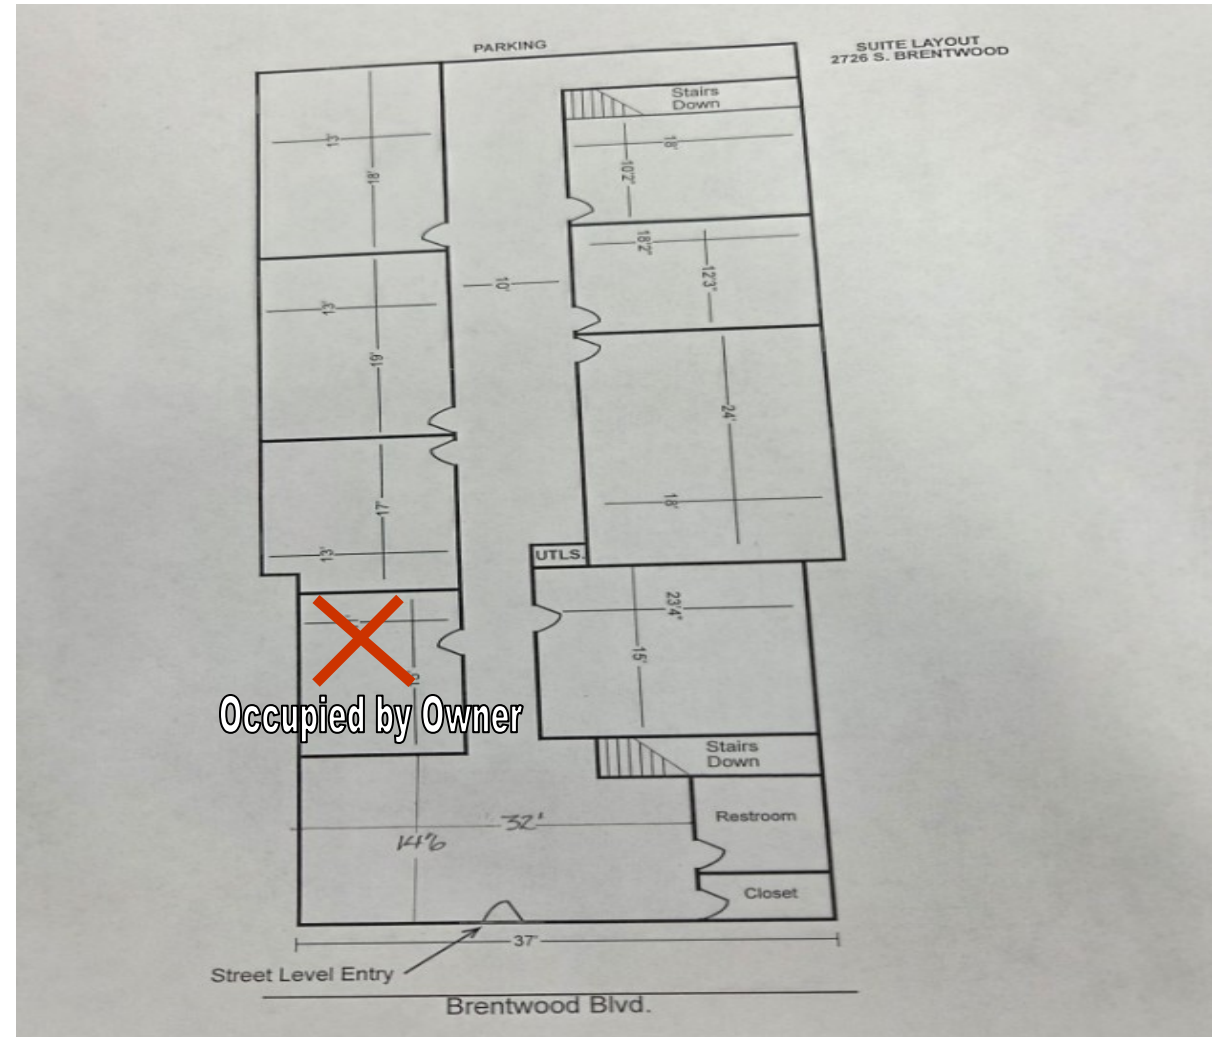 PARKING
SUITE LAYOUT
2726 S. BRENTWOOD
Stairs
Down
13'
18'
18'
10'2"
18'2"
12'3"
10'
13'
19'
24'
18'
17'
13'
UTLS.
23'4"
15'
Occupied by Owner
Stairs
Down
Restroom
32'
14'6
Closet
37'
Street Level Entry
Brentwood Blvd.